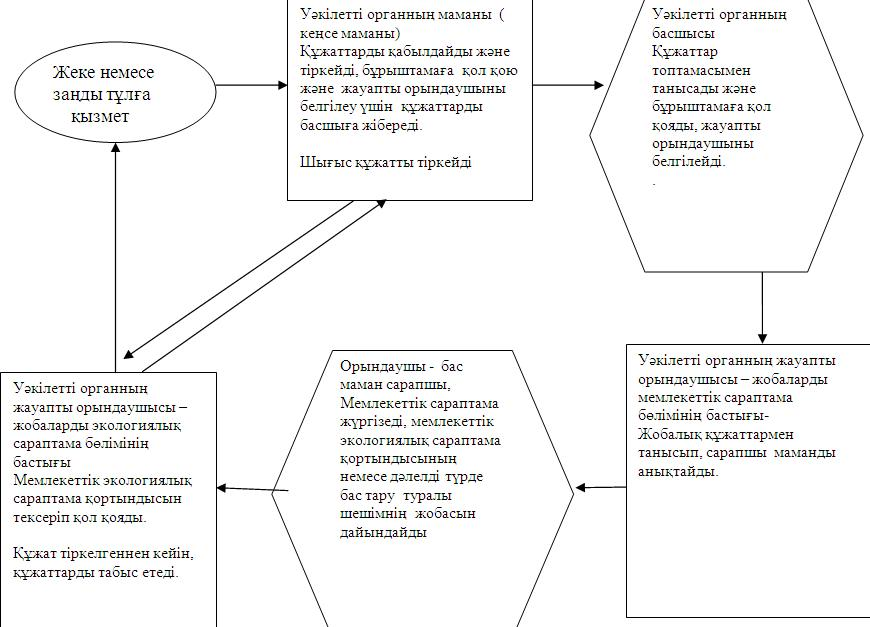 Жеке немесе
заңды тұлға
қызмет
Уәкілетті органның маманы (
кеңсе маманы)
Құжаттарды қабылдайды және
тіркейді, бұрыштамаға қол қою
және жауапты орындаушыны
белгілеу үшін құжаттарды
басшыға жібереді.
Шығыс құжатты тіркейді
Уәкілетті органның
басшысы
Құжаттар
топтамасымен
танысады және
бұрыштамаға қол
қояды, жауапты
орындаушыны
белгілейді.
.
Уәкілетті органның жауапты
орындаушысы – жобаларды
мемлекеттік сараптама
бөлімінің бастығы-
Жобалық құжаттармен
танысып, сарапшы маманды
анықтайды.
Орындаушы - бас
маман сарапшы,
Мемлекеттік сараптама
жүргізеді, мемлекеттік
экологиялық сараптама
қортындысының
немесе дәлелді түрде
бас тару туралы
шешімнің жобасын
дайындайды
Уәкілетті органның
жауапты орындаушысы –
жобаларды экологиялық
сараптама бөлімінің
бастығы
Мемлекеттік экологиялық
сараптама қортындысын
тексеріп қол қояды.
Құжат тіркелгеннен кейін,
құжаттарды табыс етеді.